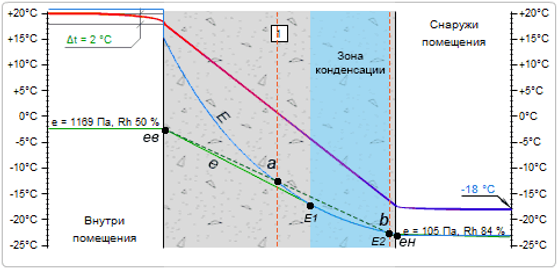 +20°C
+15°C
+10°C
+5°C
0°C
-5°C
-10°C
-15°C
-20°C
-25°C
Δt = 2 °C
e = 1169 Па, Rh 50 %
ев
Внутри
помещения
E
e
1
a
Зона
конденсации
E1
b
E2
ен
Снаружи
помещения
-18 °C
e = 105 Па, Rh 84 %
+20°C
+15°C
+10°C
+5°C
0°C
-5°C
-10°C
-15°C
-20°C
-25°C